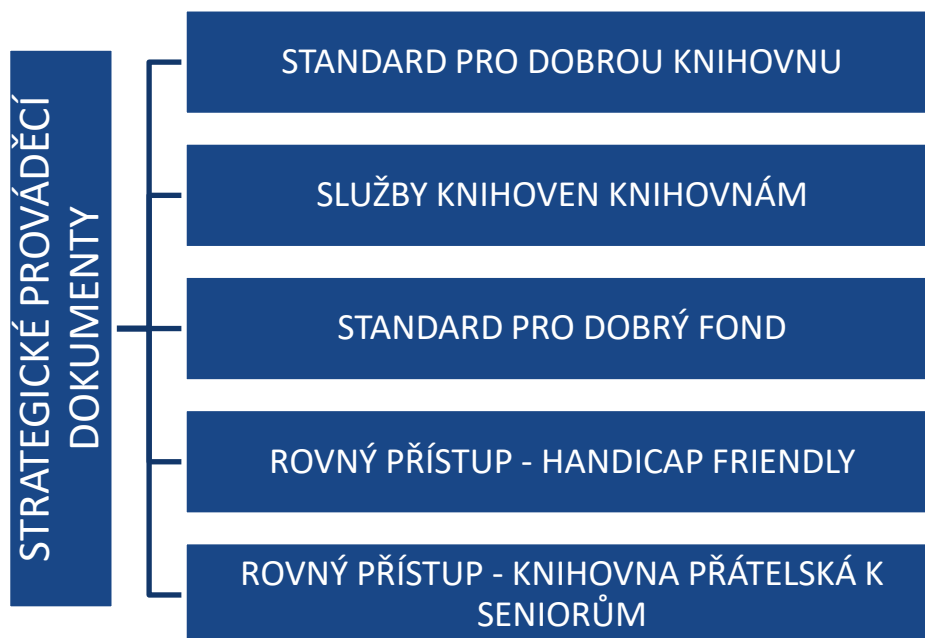 STRATEGICKÉ PROVÁDĚCÍ
DOKUMENTY
STANDARD PRO DOBROU KNIHOVNU
SLUŽBY KNIHOVEN KNIHOVNÁM
STANDARD PRO DOBRÝ FOND
ROVNÝ PŘÍSTUP - HANDICAP FRIENDLY
ROVNÝ PŘÍSTUP - KNIHOVNA PŘÁTELSKÁ K
SENIORŮM